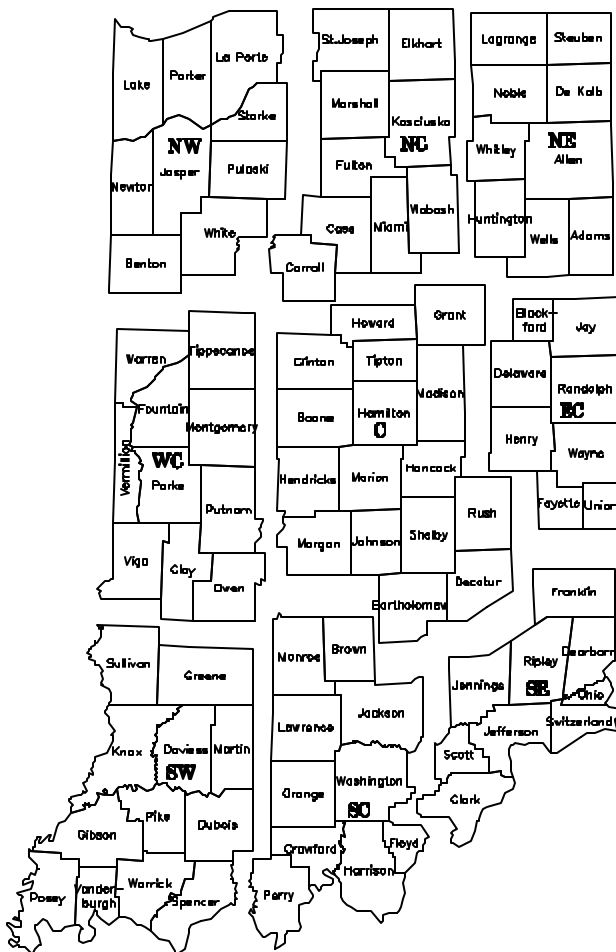 St.Joseph
Elkhart
Lagrange
Steuben
La Porte
Porter
Lake
Noble
De Kalb
Marshall
Kosciusko
Starke
NW
NC
NE
Whitley
Allen
Jasper
Fulton
Pulaski
Newton
Wabash
Huntington
White
Cass
Miami
Wells
Adams
Benton
Carroll
Howard
Grant
Black-
ford
Jay
Warren
Tippecanoe
Clinton
Tipton
Delaware
Randolph
Madison
Fountain
Boone
Hamilton
EC
Montgomery
C
Henry
Wayne
WC
Vermillion
Parke
Hendricks
Marion
Hancock
Putnam
Fayette
Union
Rush
Morgan
Johnson
Shelby
Vigo
Clay
Owen
Decatur
Bartholomew
Franklin
Sullivan
Greene
Monroe
Brown
Dearborn
Ripley
Jennings
SE
Ohio
Lawrence
Jackson
Switzerland
Jefferson
Knox
Daviess
Martin
Scott
SW
Orange
Washington
Clark
SC
Pike
Gibson
Dubois
Crawford
Floyd
Harrison
Posey
Vander-
burgh
Warrick
Spencer
Perry